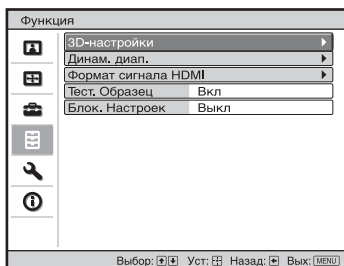 Функция
3D-настройки
Динам. диап.
Формат сигнала HDMI
Тест. Образец Вкл
Блок. Настроек Выкл
Выбор: Уст: Назад: Вых: MENU